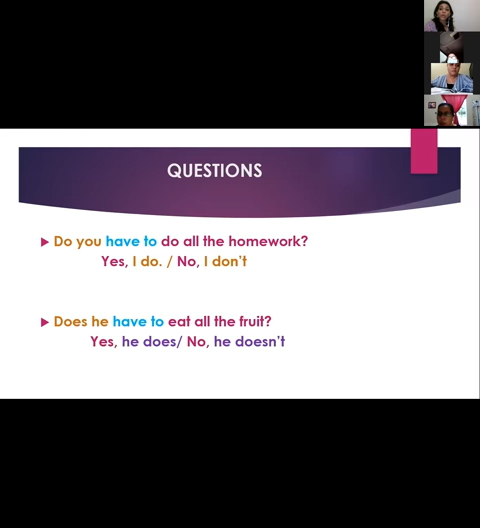 QUESTIONS
Do you have to do all the homework?
Yes, I do. / No, I don't
Does he have to eat all the fruit?
Yes, he does/ No, he doesn't